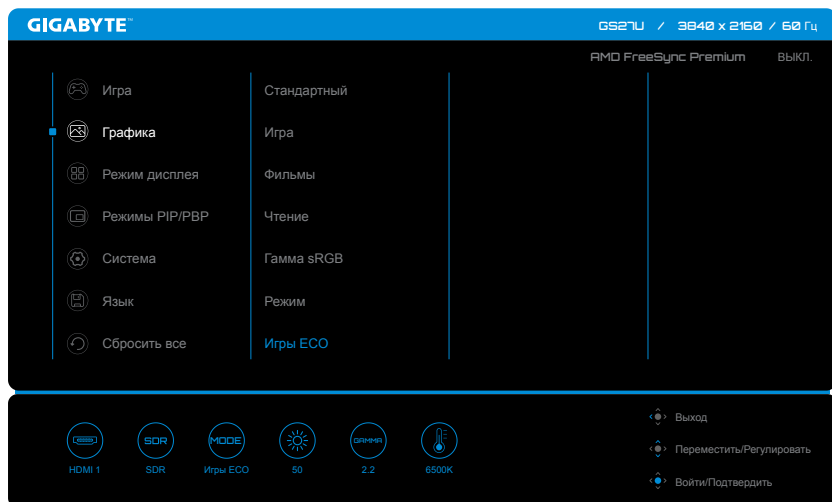 GIGABYTE™
GS27U / 3840 x 2160 / 60 Гц
AMD FreeSync Premium ВЫКЛ.
Игра
Графика
Режим дисплея
Режимы PIP/PBP
Система
Язык
Сбросить все
Стандартный
Игра
Фильмы
Чтение
Гамма sRGB
Режим
Игры ECO
SDR
MODE
GAMMA
HDMI 1
SDR
Игры ECO
50
2.2
6500K
Выход
Переместить/Регулировать
Войти/Подтвердить